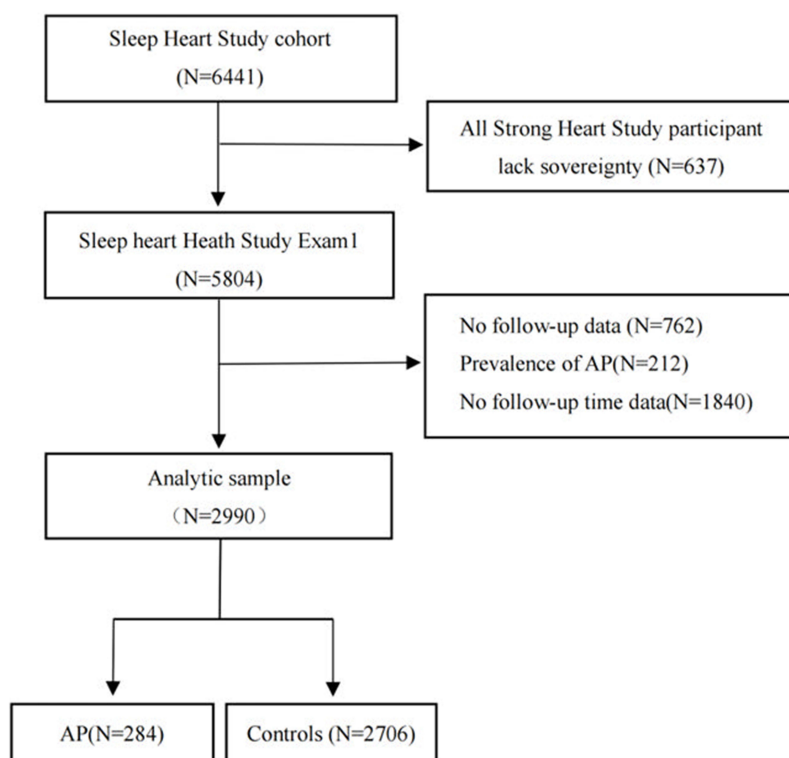 Sleep Heart Study cohort
(N=6441)
All Strong Heart Study participant
lack sovereignty (N=637)
Sleep heart Heath Study Exam1
(N=5804)
No follow-up data (N=762)
Prevalence of AP(N=212)
No follow-up time data(N=1840)
Analytic sample
（N=2990）
AP(N=284)
Controls (N=2706)